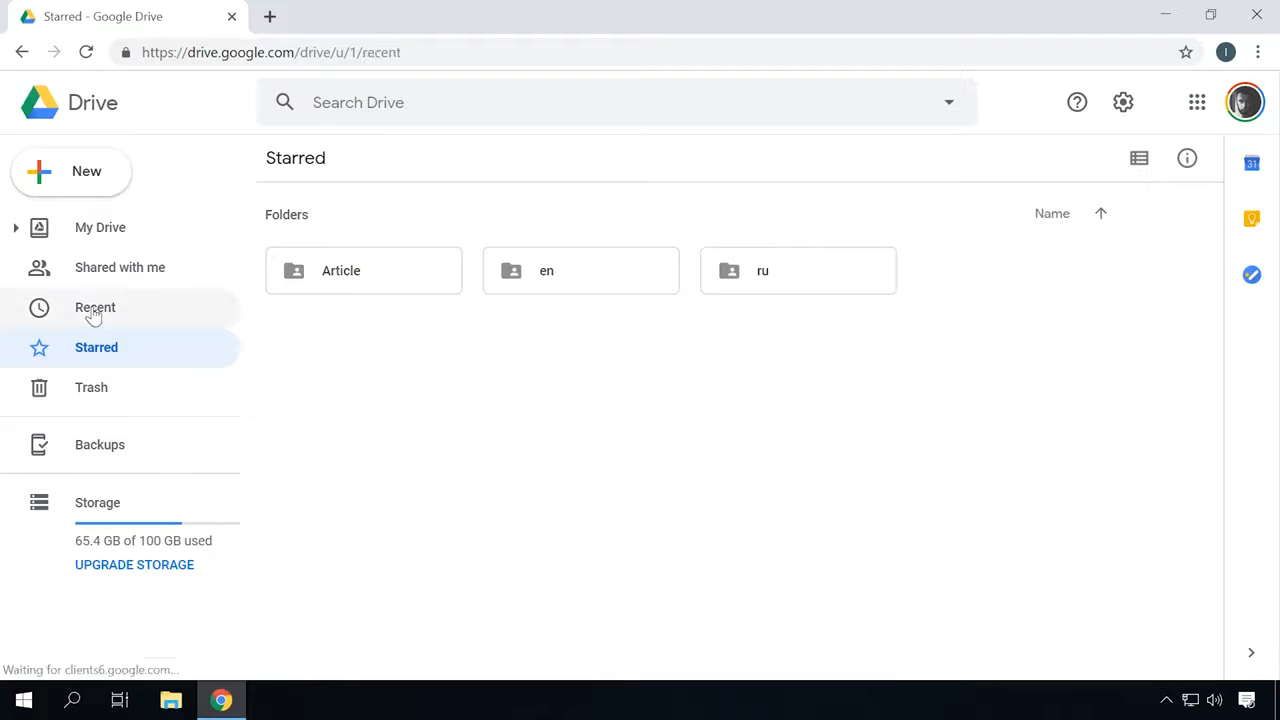 Starred - Google Drive
https://drive.google.com/drive/u/1/recent
I
Drive
Search Drive
New
Starred
My Drive
Folders
Name
Shared with me
Article
en
ru
Recent
Starred
Trash
Backups
Storage
65.4 GB of 100 GB used
UPGRADE STORAGE
31
Waiting for clients6.google.com...